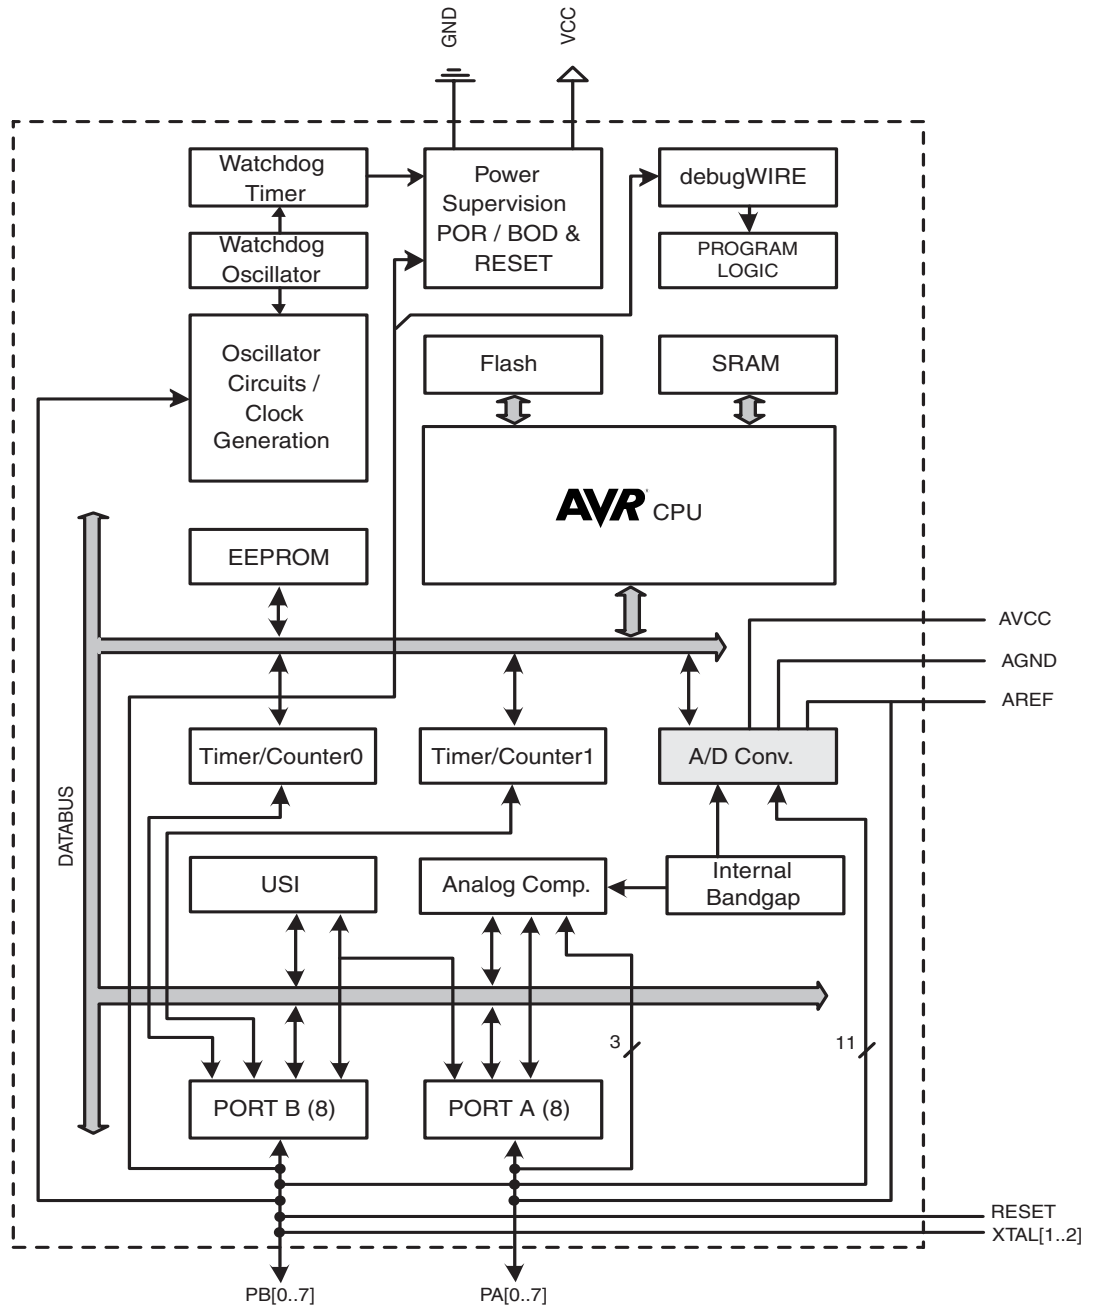 GND
VCC
Watchdog
Timer
Power
Supervision
POR / BOD &
RESET
debugWIRE
Watchdog
Oscillator
PROGRAM
LOGIC
Oscillator
Circuits /
Clock
Generation
Flash
SRAM
AVR® CPU
EEPROM
AVCC
AGND
AREF
Timer/Counter0
Timer/Counter1
A/D Conv.
DATABUS
USI
Analog Comp.
Internal
Bandgap
3
11
PORT B (8)
PORT A (8)
RESET
XTAL[1..2]
PB[0..7]
PA[0..7]